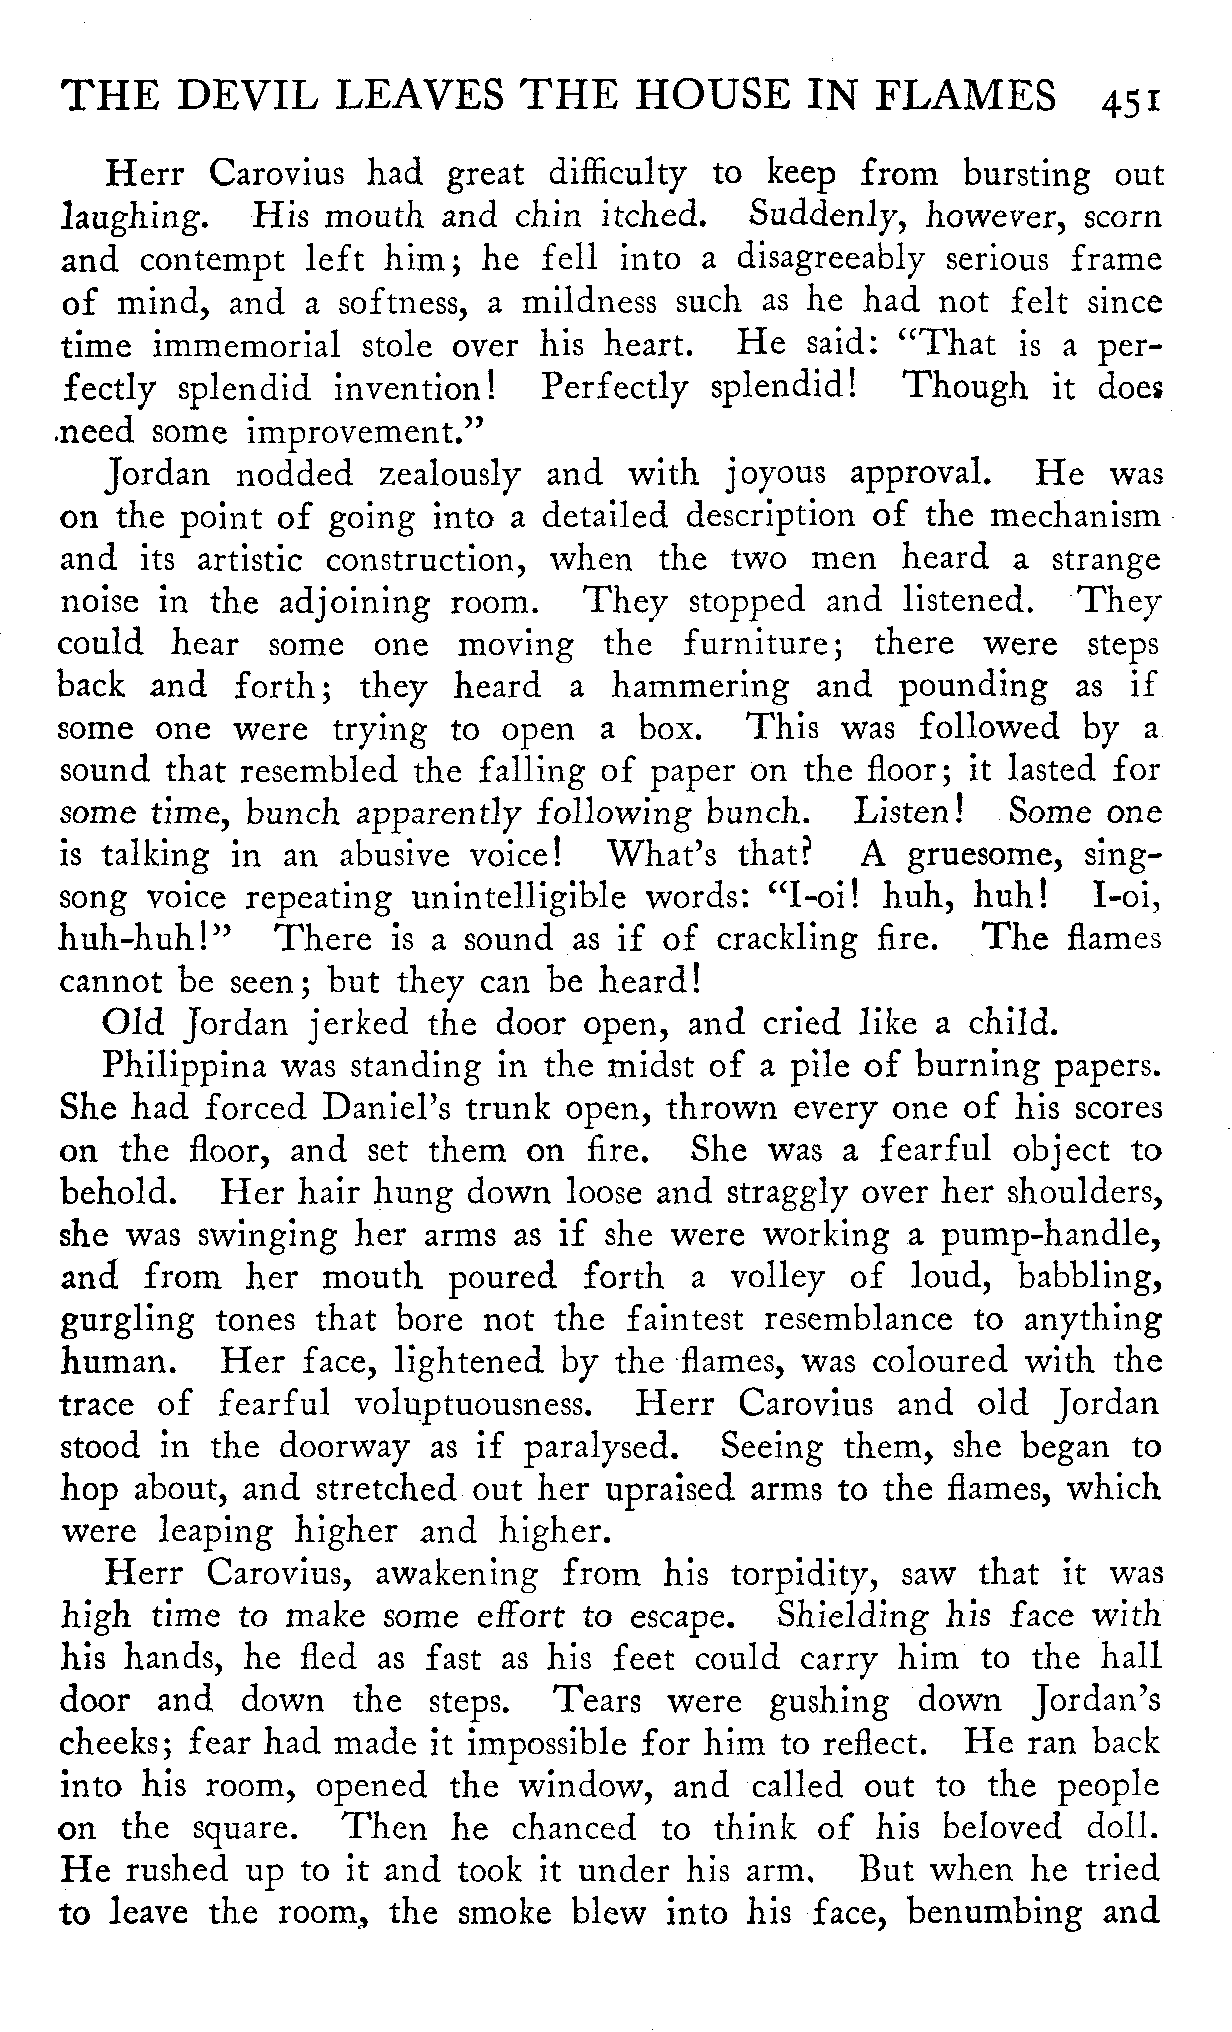 THE DEVIL LEAVES THE HOUSE IN FLAMES 451
Herr Carovius had great difficulty to keep from bursting out
laughing. His mouth and chin itched. Suddenly, however, scorn
and contempt left him; he fell into a disagreeably serious frame
of mind, and a softness, a mildness such as he had not felt since
time immemorial stole over his heart. He said: “That is a per-
fectly splendid invention! Perfectly splendid! Though it does
need some improvement.”
Jordan nodded zealously and with joyous approval. He was
on the point of going into a detailed description of the mechanism
and its artistic construction, when the two men heard a strange
noise in the adjoining room. They stopped and listened. They
could hear some one moving the furniture; there were steps
back and forth; they heard a hammering and pounding as if
some one were trying to open a box. This was followed by a
sound that resembled the falling of paper on the floor; it lasted for
some time, bunch apparently following bunch. Listen! Some one
is talking in an abusive voice! What’s that? A gruesome, sing-
song voice repeating unintelligible words: “I-oi! huh, huh! I-oi,
huh-huh!” There is a sound as if of crackling fire. The flames
cannot be seen; but they can be heard!
Old Jordan jerked the door open, and cried like a child.
Philippina was standing in the midst of a pile of burning papers.
She had forced Daniel’s trunk open, thrown every one of his scores
on the floor, and set them on fire. She was a fearful object to
behold. Her hair hung down loose and straggly over her shoulders,
she was swinging her arms as if she were working a pump-handle,
and from her mouth poured forth a volley of loud, babbling,
gurgling tones that bore not the faintest resemblance to anything
human. Her face, lightened by the flames, was coloured with the
trace of fearful voluptuousness. Herr Carovius and old Jordan
stood in the doorway as if paralysed. Seeing them, she began to
hop about, and stretched out her upraised arms to the flames, which
were leaping higher and higher.
Herr Carovius, awakening from his torpidity, saw that it was
high time to make some effort to escape. Shielding his face with
his hands, he fled as fast as his feet could carry him to the hall
door and down the steps. Tears were gushing down Jordan’s
cheeks; fear had made it impossible for him to reflect. He ran back
into his room, opened the window, and called out to the people
on the square. Then he chanced to think of his beloved doll.
He rushed up to it and took it under his arm. But when he tried
to leave the room, the smoke blew into his face, benumbing and